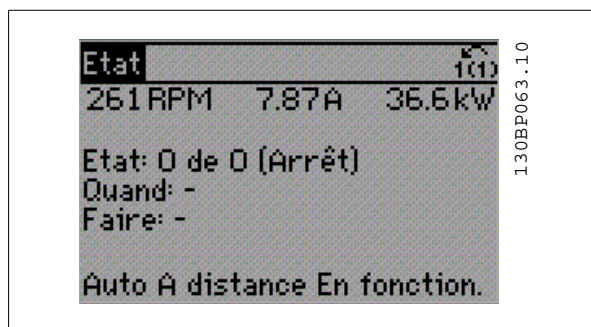 Etat 1(1)
261 RPM 7.87A 36.6kW
Etat: 0 de 0 (Arrêt)
Quand: -
Faire: -
Auto A distance En fonction.
130BP063.10